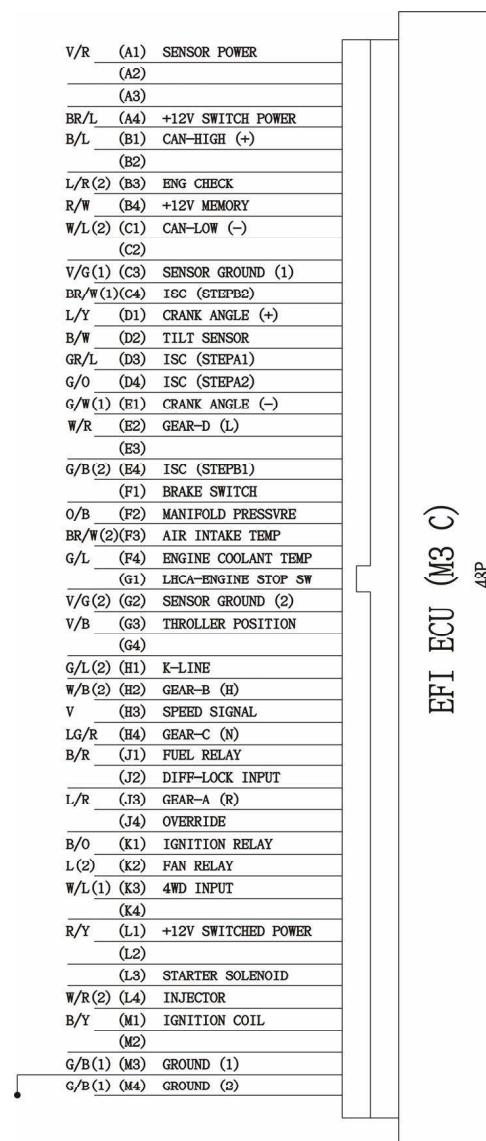 V/R (A1) SENSOR POWER
(A2)
(A3)
BR/L (A4) +12V SWITCH POWER
B/L (B1) CAN-HIGH (+)
(B2)
L/R(2) (B3) ENG CHECK
R/W (B4) +12V MEMORY
W/L(2) (C1) CAN-LOW (-)
(C2)
V/G(1) (C3) SENSOR GROUND (1)
BR/W(1)(C4) ISC (STEPB2)
L/Y (D1) CRANK ANGLE (+)
B/W (D2) TILT SENSOR
GR/L (D3) ISC (STEPA1)
G/O (D4) ISC (STEPA2)
G/W(1) (E1) CRANK ANGLE (-)
W/R (E2) GEAR-D (L)
(E3)
G/B(2) (E4) ISC (STEPB1)
(F1) BRAKE SWITCH
O/B (F2) MANIFOLD PRESSVRE
BR/W(2)(F3) AIR INTAKE TEMP
G/L (F4) ENGINE COOLANT TEMP
(G1) LHCA-ENGINE STOP SW
V/G(2) (G2) SENSOR GROUND (2)
V/B (G3) THROLLER POSITION
(G4)
G/L(2) (H1) K-LINE
W/B(2) (H2) GEAR-B (H)
V (H3) SPEED SIGNAL
LG/R (H4) GEAR-C (N)
B/R (J1) FUEL RELAY
(J2) DIFF-LOCK INPUT
L/R (J3) GEAR-A (R)
(J4) OVERRIDE
B/O (K1) IGNITION RELAY
L(2) (K2) FAN RELAY
W/L(1) (K3) 4WD INPUT
(K4)
R/Y (L1) +12V SWITCHED POWER
(L2)
(L3) STARTER SOLENOID
W/R(2) (L4) INJECTOR
B/Y (M1) IGNITION COIL
(M2)
G/B(1) (M3) GROUND (1)
G/B(1) (M4) GROUND (2)
EFI ECU (M3 C)
48P